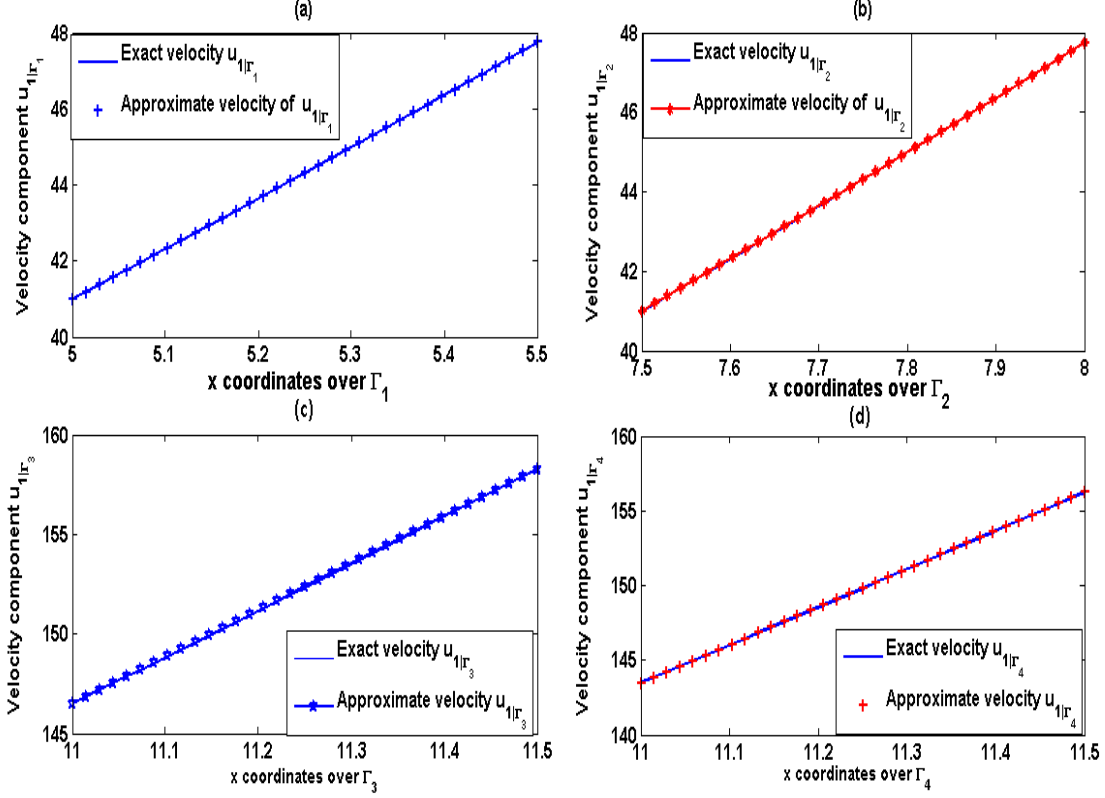 (a)
48
46
44
42
40
5
5.1
5.2
5.3
5.4
5.5
Velocity component u1|Γ1
x coordinates over Γ1
Exact velocity u1|Γ1
Approximate velocity of u1|Γ1
(b)
48
46
44
42
40
7.5
7.6
7.7
7.8
7.9
8
Velocity component u1|Γ2
x coordinates over Γ2
Exact velocity u1|Γ2
Approximate velocity of u1|Γ2
(c)
160
155
150
145
11
11.1
11.2
11.3
11.4
11.5
Velocity component u1|Γ3
x coordinates over Γ3
Exact velocity u1|Γ3
Approximate velocity u1|Γ3
(d)
160
155
150
145
140
11
11.1
11.2
11.3
11.4
11.5
Velocity component u1|Γ4
x coordinates over Γ4
Exact velocity u1|Γ4
Approximate velocity u1|Γ4